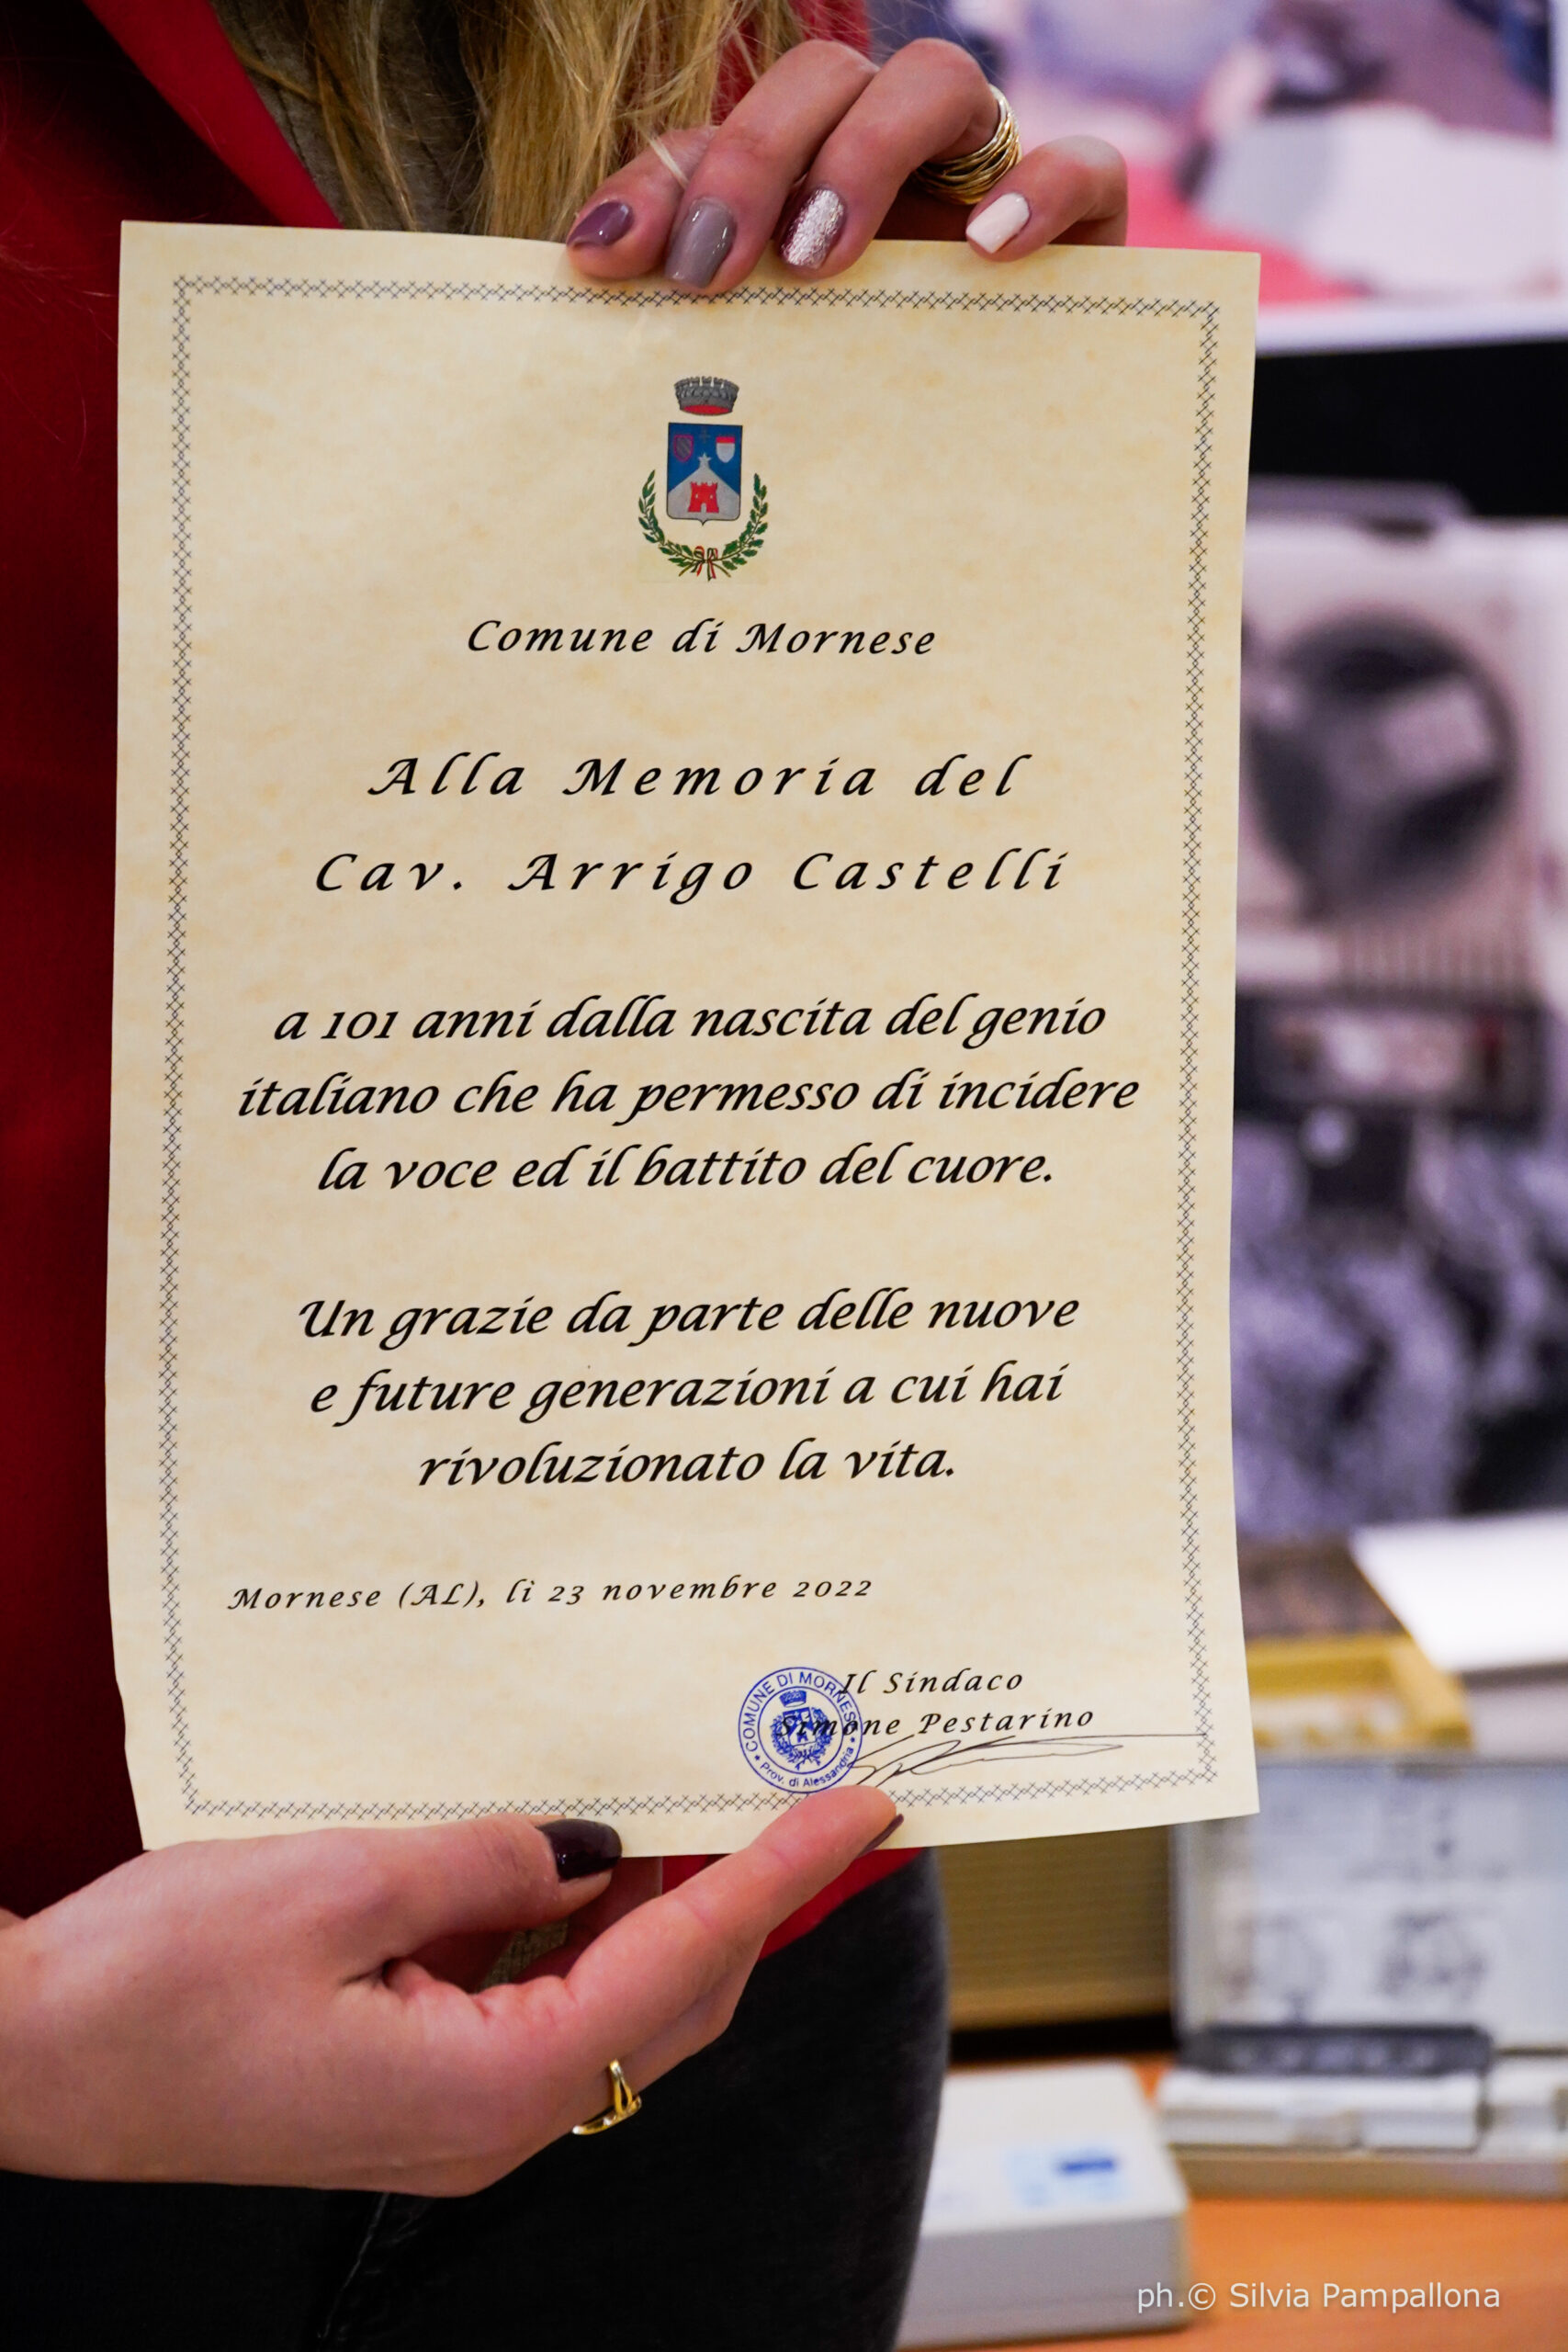 Comune di Mornese
Alla Memoria del
Cav. Arrigo Castelli
a 101 anni dalla nascita del genio
italiano che ha permesso di incidere
la voce ed il battito del cuore.
Un grazie da parte delle nuove
e future generazioni a cui hai
rivoluzionato la vita.
Mornese (AL), lì 23 novembre 2022
Il Sindaco
Simone Pestarino
COMUNE DI MORNESE
Prov. di Alessandria
ph.© Silvia Pampallona